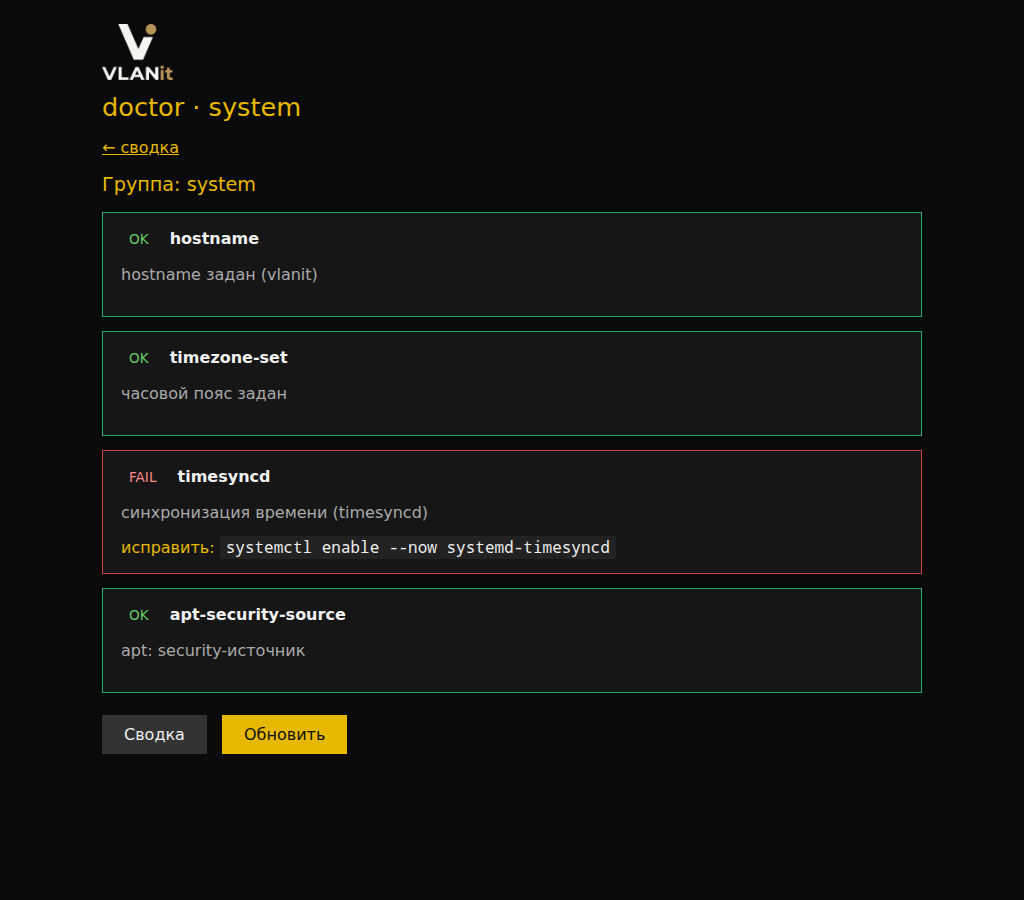 VLANit
doctor · system
← сводка
Группа: system
OK hostname
hostname задан (vlanit)
OK timezone-set
часовой пояс задан
FAIL timesyncd
синхронизация времени (timesyncd)
исправить: systemctl enable --now systemd-timesyncd
OK apt-security-source
apt: security-источник
Сводка Обновить